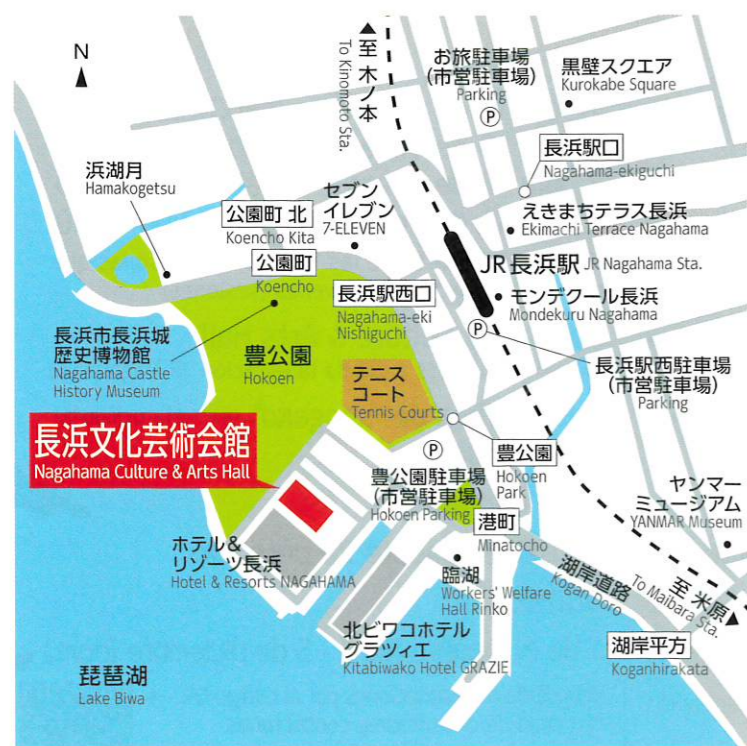 N
至 木ノ本
To Kinomoto Sta.
お旅駐車場
(市営駐車場)
Parking
P
黒壁スクエア
Kurokabe Square
長浜駅口
Nagahama-ekiguchi
浜湖月
Hamakogetsu
公園町 北
Koencho Kita
セブン
イレブン
7-ELEVEN
えきまちテラス長浜
Ekimachi Terrace Nagahama
公園町
Koencho
JR長浜駅 JR Nagahama Sta.
長浜駅西口
Nagahama-eki
Nishiguchi
モンデクール長浜
Mondekuru Nagahama
P
長浜市長浜城
歴史博物館
Nagahama Castle
History Museum
豊公園
Hokoen
テニス
コート
Tennis Courts
長浜駅西駐車場
(市営駐車場)
Parking
長浜文化芸術会館
Nagahama Culture & Arts Hall
P
豊公園
Hokoen
Park
豊公園駐車場
(市営駐車場)
Hokoen Parking
ヤンマー
ミュージアム
YANMAR Museum
港町
Minatocho
ホテル&
リゾーツ長浜
Hotel & Resorts NAGAHAMA
臨湖
Workers' Welfare
Hall Rinko
湖岸道路
Kogan Doro
至 米原
To Maibara Sta.
北ビワコホテル
グラツィエ
Kitabiwako Hotel GRAZIE
湖岸平方
Koganhirakata
琵琶湖
Lake Biwa